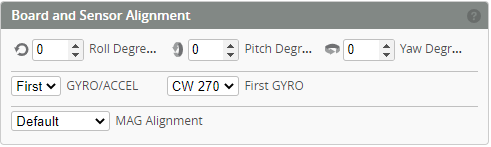 Board and Sensor Alignment
0 Roll Degree... 0 Pitch Degr... 0 Yaw Degr...
First GYRO/ACCEL CW 270 First GYRO
Default MAG Alignment